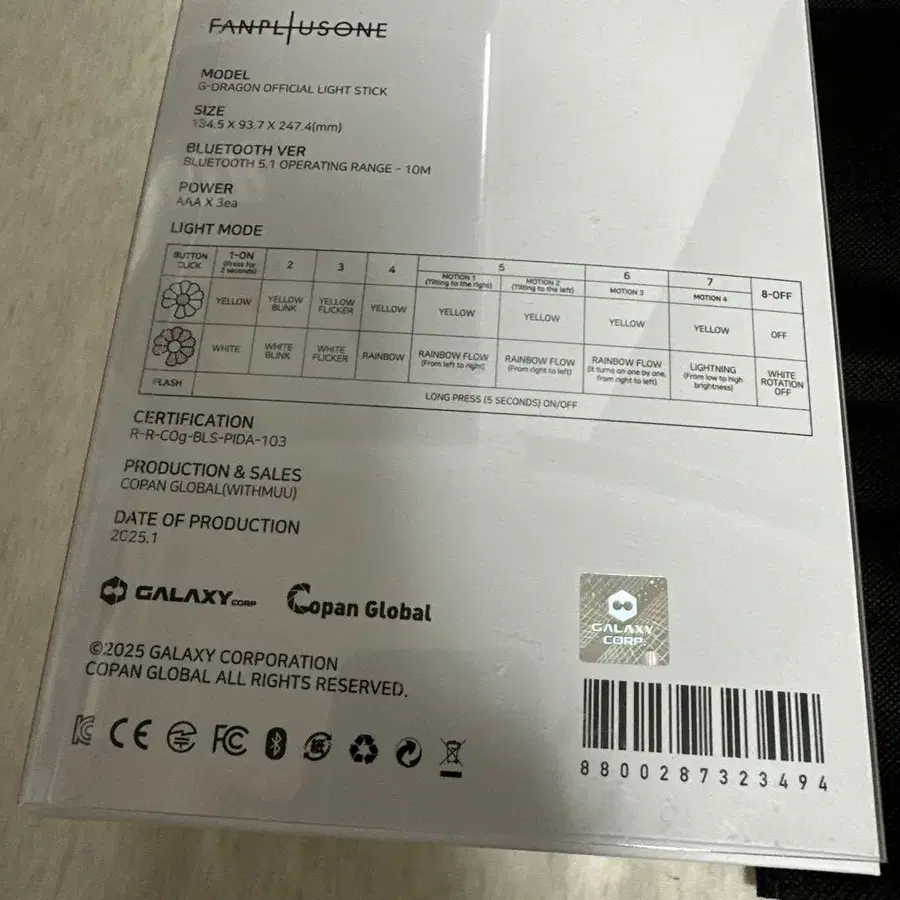 FANPLUSONE
MODEL
G-DRAGON OFFICIAL LIGHT STICK
SIZE
134.5 X 93.7 X 247.4(mm)
BLUETOOTH VER
BLUETOOTH 5.1 OPERATING RANGE - 10M
POWER
AAA X 3ea
LIGHT MODE
BUTTON CLICK 1-ON (Press for 2 seconds) 2 3 4 5 6 7 8-OFF
MOTION 1 (Tilting to the right) MOTION 2 (Tilting to the left) MOTION 3 MOTION 4
YELLOW YELLOW BLINK YELLOW FLICKER YELLOW YELLOW YELLOW YELLOW YELLOW OFF
WHITE WHITE BLINK WHITE FLICKER RAINBOW RAINBOW FLOW (From left to right) RAINBOW FLOW (From right to left) RAINBOW FLOW (It turns on one by one, from right to left) LIGHTNING (From low to high brightness) WHITE ROTATION OFF
FLASH LONG PRESS (5 SECONDS) ON/OFF
CERTIFICATION
R-R-COg-BLS-PIDA-103
PRODUCTION & SALES
COPAN GLOBAL(WITHMUU)
DATE OF PRODUCTION
2025.1
GALAXY CORP Copan Global
©2025 GALAXY CORPORATION
COPAN GLOBAL ALL RIGHTS RESERVED.
GALAXY
CORP
8800287323494